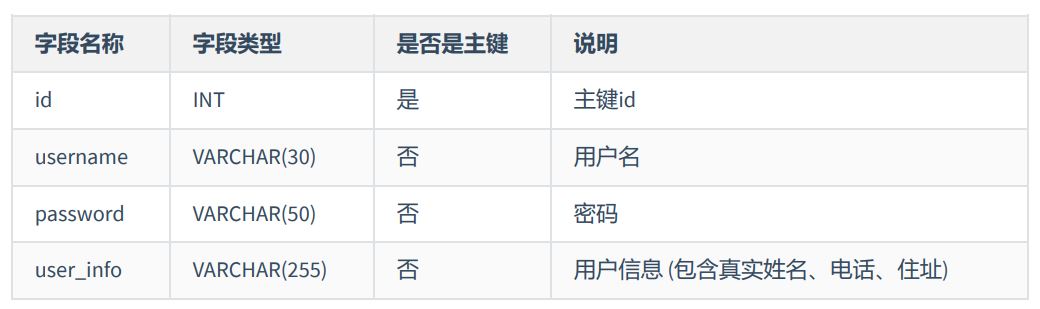 字段名称 字段类型 是否是主键 说明
id INT 是 主键id
username VARCHAR(30) 否 用户名
password VARCHAR(50) 否 密码
user_info VARCHAR(255) 否 用户信息 (包含真实姓名、电话、住址)